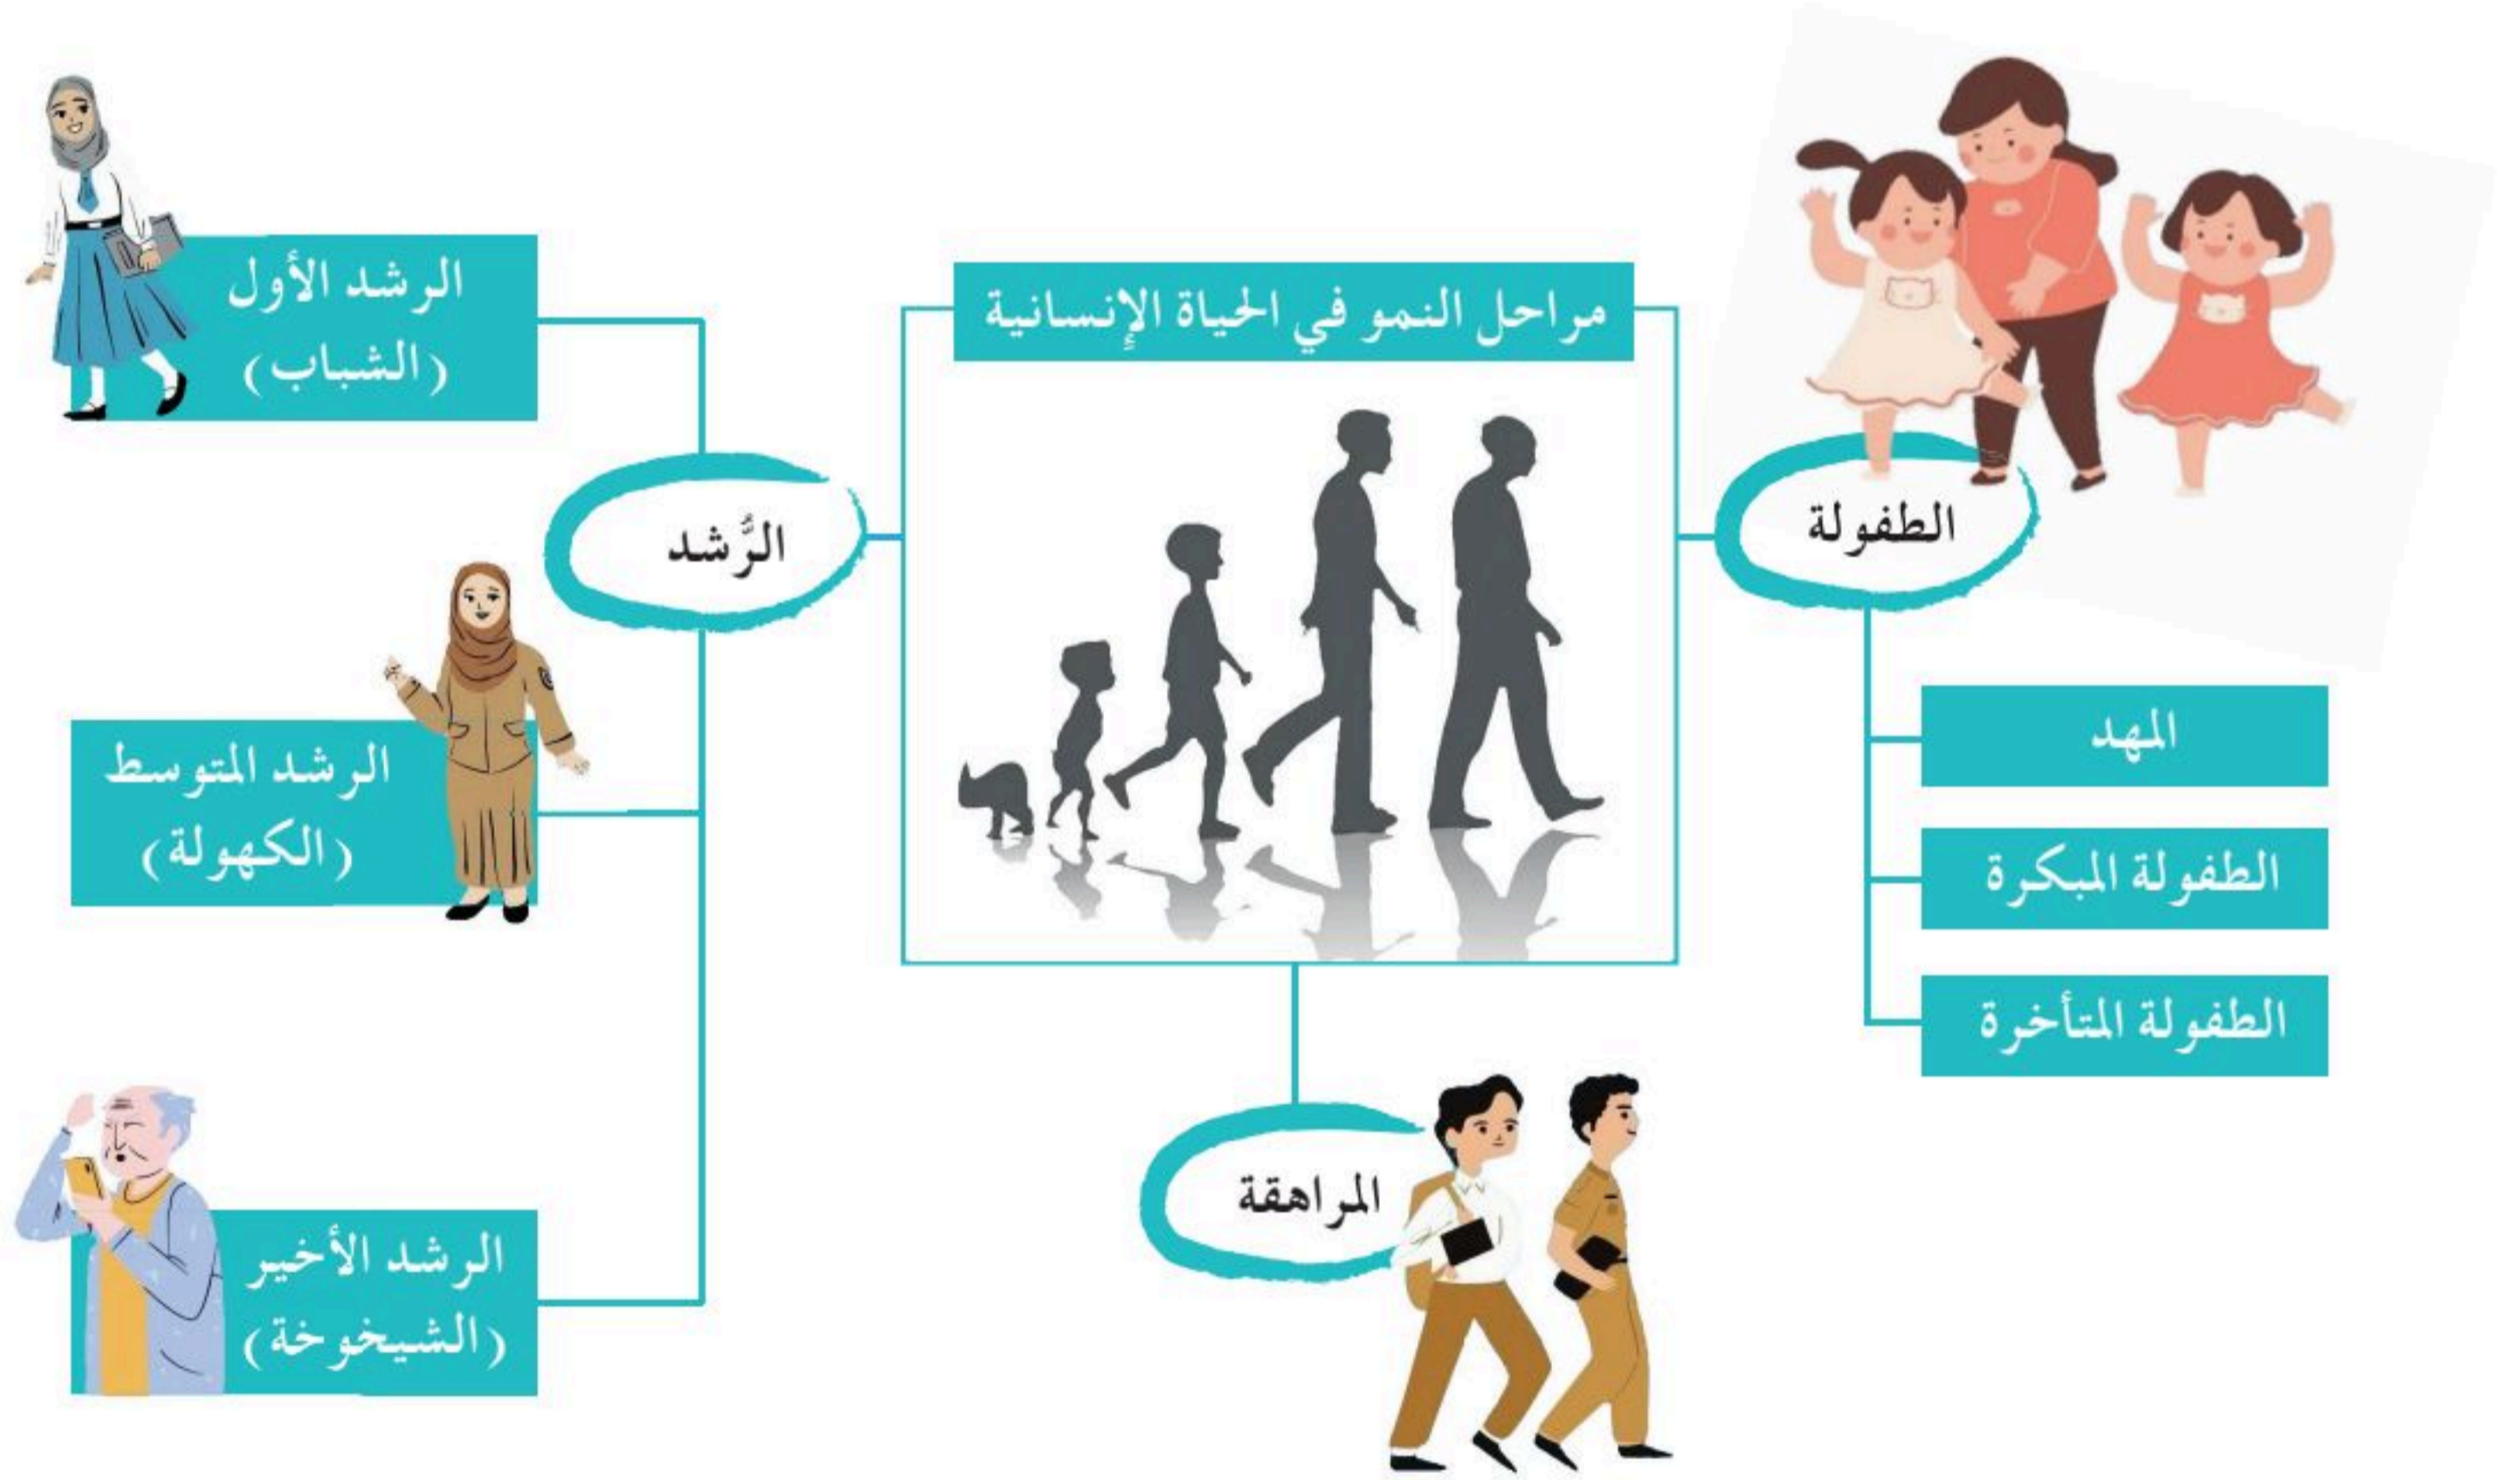 مراحل النمو في الحياة الإنسانية
الطفولة
المهد
الطفولة المبكرة
الطفولة المتأخرة
المراهقة
الرُّشد
الرشد الأول
(الشباب)
الرشد المتوسط
(الكهولة)
الرشد الأخير
(الشيخوخة)